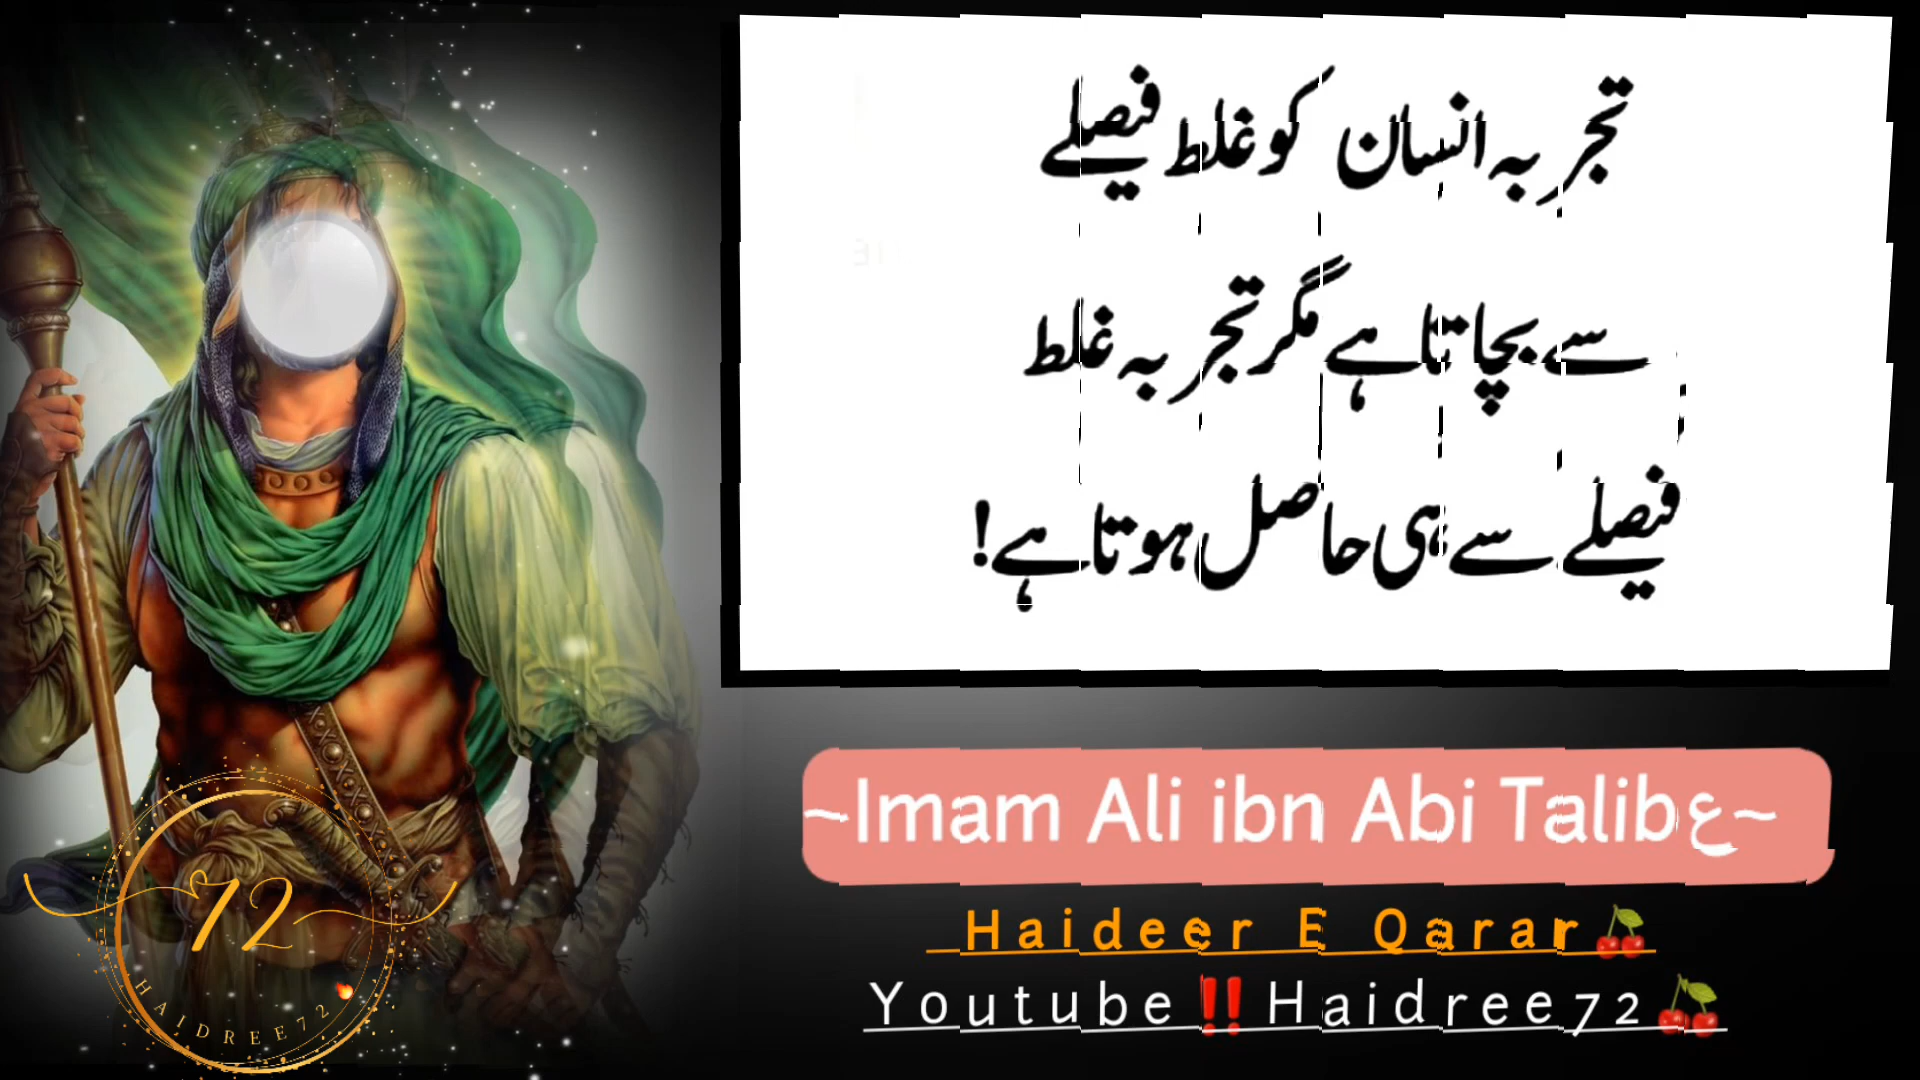 تجربہ انسان کو غلط فیصلے
سے بچاتا ہے مگر تجربہ غلط
فیصلے سے ہی حاصل ہوتا ہے!
~Imam Ali ibn Abi Talibع~
Haideer E Qarar🍒
Youtube‼️Haidree72🍒
72
HAIDREE72